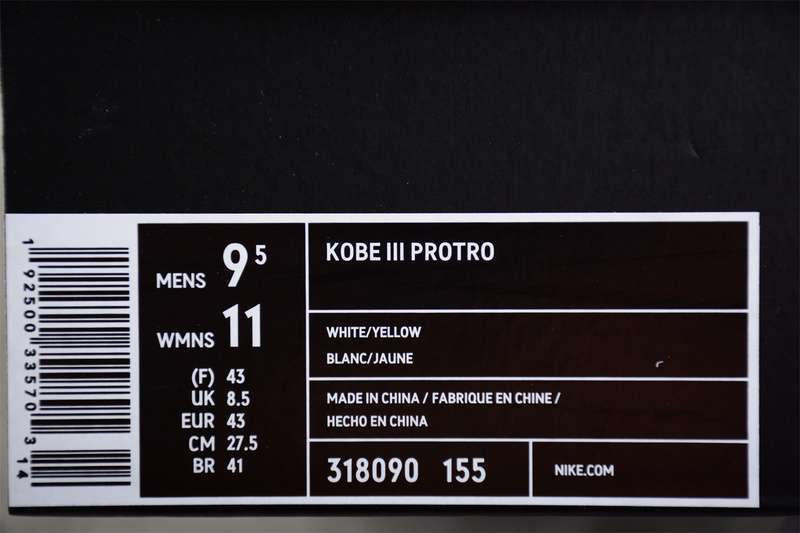 1 92500 33570 3 14
MENS 9 5
WMNS 11
(F) 43
UK 8.5
EUR 43
CM 27.5
BR 41
KOBE III PROTRO
WHITE/YELLOW
BLANC/JAUNE
MADE IN CHINA / FABRIQUE EN CHINE /
HECHO EN CHINA
318090 155
NIKE.COM